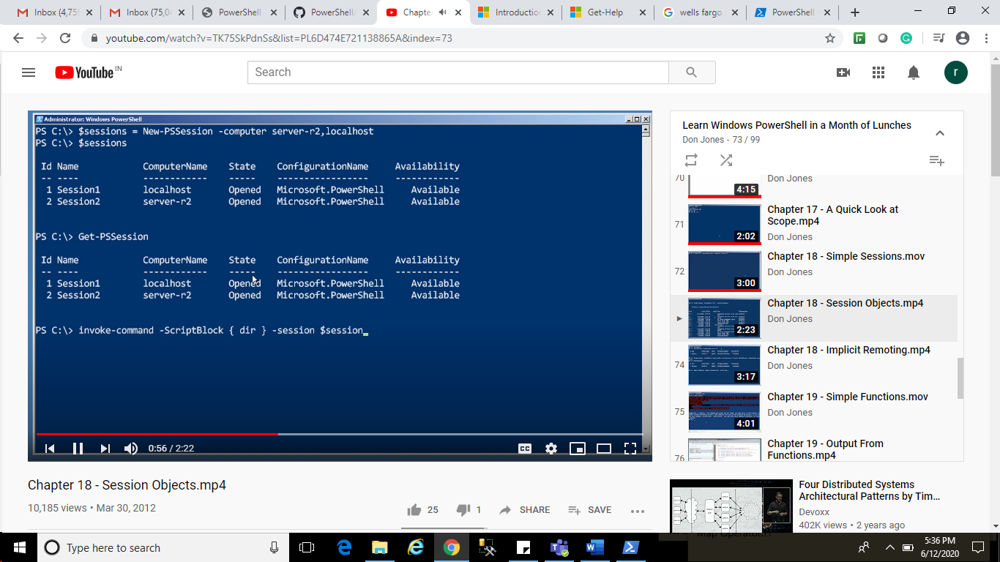 Inbox (4,759
Inbox (75,04
PowerShell
PowerShell/
Chapte
Introduction
Get-Help
wells fargo
PowerShell
youtube.com/watch?v=TK75SkPdnSs&list=PL6D474E721138865A&index=73
YouTube IN
Search
r
Administrator: Windows PowerShell
PS C:\> $sessions = New-PSSession -computer server-r2,localhost
PS C:\> $sessions
Id Name ComputerName State ConfigurationName Availability
-- ---- ------------ ----- ----------------- ------------
1 Session1 localhost Opened Microsoft.PowerShell Available
2 Session2 server-r2 Opened Microsoft.PowerShell Available
PS C:\> Get-PSSession
Id Name ComputerName State ConfigurationName Availability
-- ---- ------------ ----- ----------------- ------------
1 Session1 localhost Opened Microsoft.PowerShell Available
2 Session2 server-r2 Opened Microsoft.PowerShell Available
PS C:\> invoke-command -ScriptBlock { dir } -session $session_
0:56 / 2:22
CC
Chapter 18 - Session Objects.mp4
10,185 views • Mar 30, 2012
25
1
SHARE
SAVE
Learn Windows PowerShell in a Month of Lunches
Don Jones - 73 / 99
70
4:15
Don Jones
71
2:02
Chapter 17 - A Quick Look at
Scope.mp4
Don Jones
72
3:00
Chapter 18 - Simple Sessions.mov
Don Jones
2:23
Chapter 18 - Session Objects.mp4
Don Jones
74
3:17
Chapter 18 - Implicit Remoting.mp4
Don Jones
75
4:01
Chapter 19 - Simple Functions.mov
Don Jones
76
Chapter 19 - Output From
Functions.mp4
Four Distributed Systems
Architectural Patterns by Tim…
Devoxx
402K views • 2 years ago
Type here to search
5:36 PM
6/12/2020